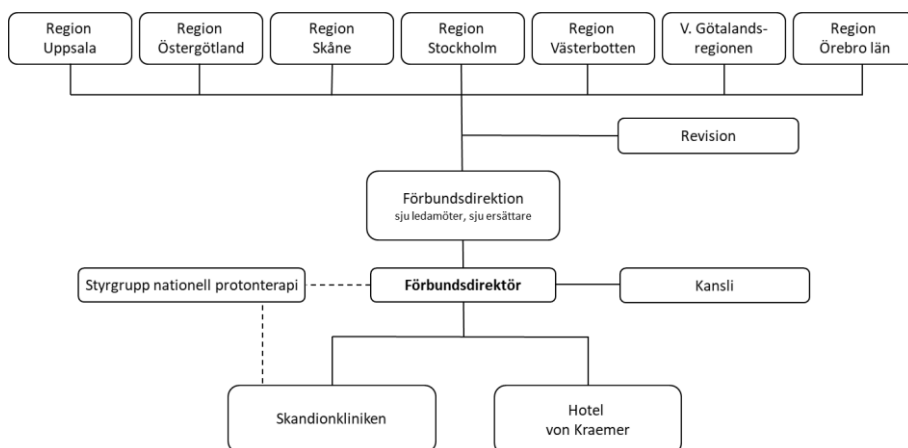 Region
Uppsala
Region
Östergötland
Region
Skåne
Region
Stockholm
Region
Västerbotten
V. Götalands-
regionen
Region
Örebro län
Revision
Förbundsdirektion
sju ledamöter, sju ersättare
Styrgrupp nationell protonterapi
Förbundsdirektör
Kansli
Skandionkliniken
Hotel
von Kraemer